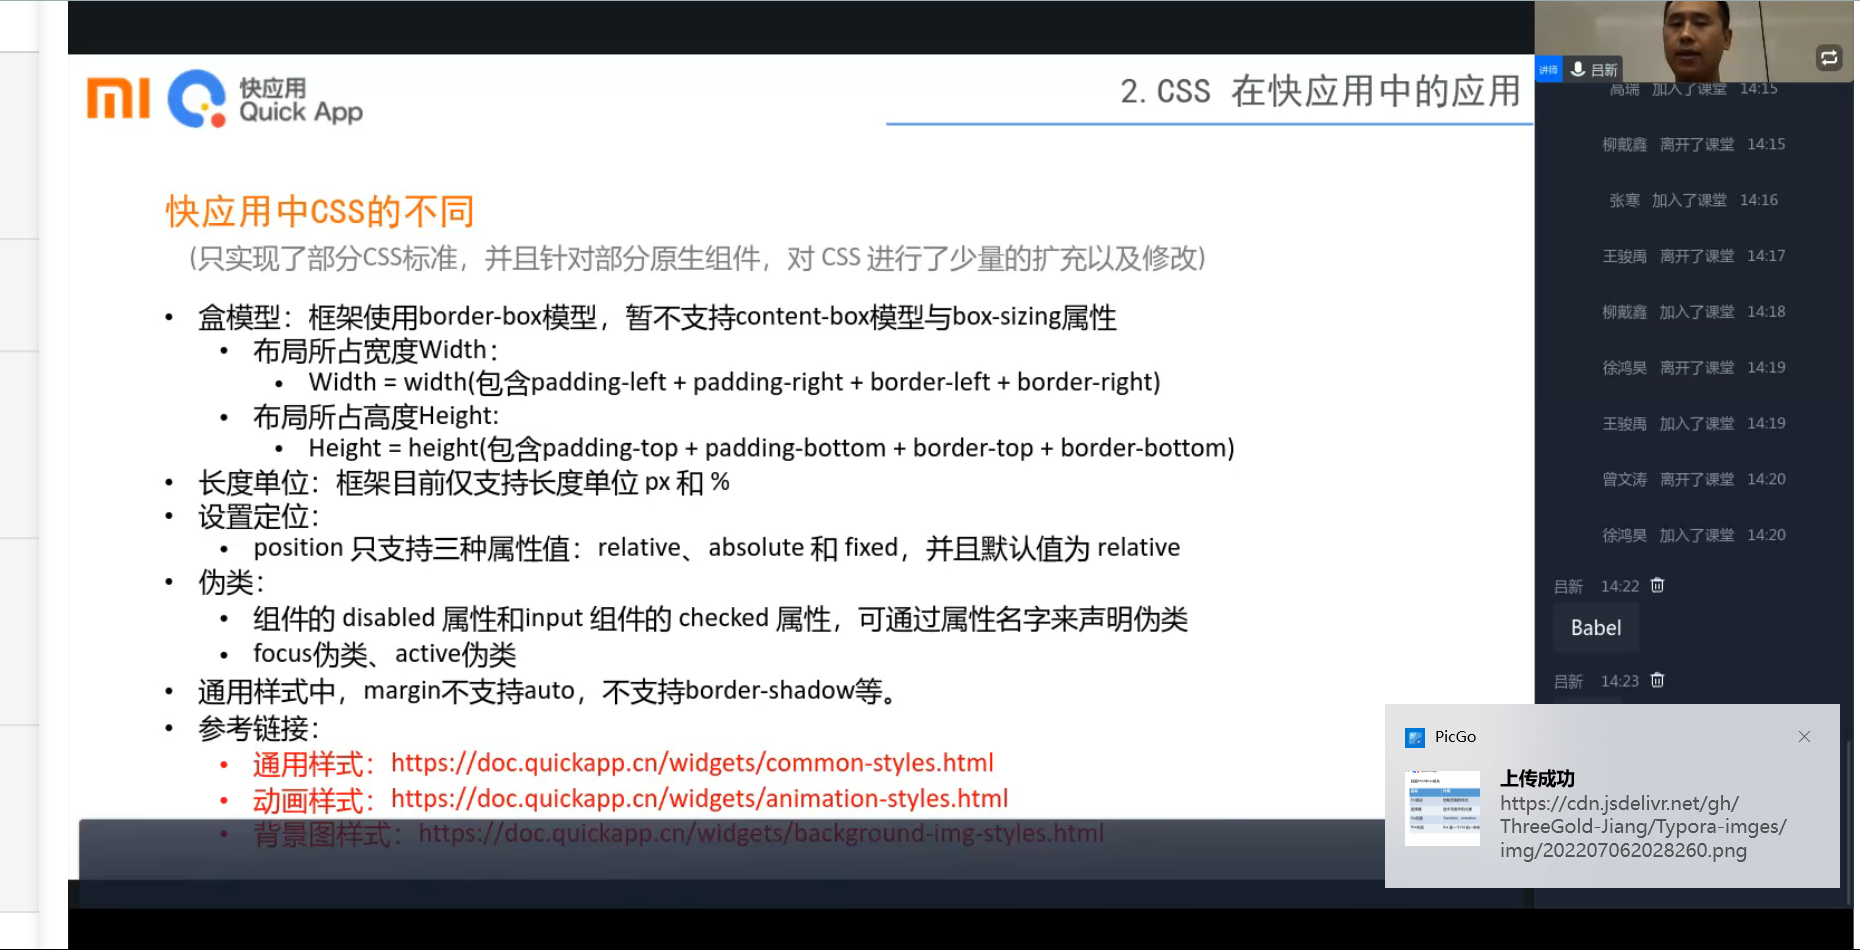 mi 快应用
Quick App
2. CSS 在快应用中的应用
快应用中CSS的不同
(只实现了部分CSS标准，并且针对部分原生组件，对 CSS 进行了少量的扩充以及修改)
• 盒模型：框架使用border-box模型，暂不支持content-box模型与box-sizing属性
• 布局所占宽度Width：
• Width = width(包含padding-left + padding-right + border-left + border-right)
• 布局所占高度Height:
• Height = height(包含padding-top + padding-bottom + border-top + border-bottom)
• 长度单位：框架目前仅支持长度单位 px 和 %
• 设置定位：
• position 只支持三种属性值：relative、absolute 和 fixed，并且默认值为 relative
• 伪类：
• 组件的 disabled 属性和input 组件的 checked 属性，可通过属性名字来声明伪类
• focus伪类、active伪类
• 通用样式中，margin不支持auto，不支持border-shadow等。
• 参考链接：
• 通用样式：https://doc.quickapp.cn/widgets/common-styles.html
• 动画样式：https://doc.quickapp.cn/widgets/animation-styles.html
• 背景图样式：https://doc.quickapp.cn/widgets/background-img-styles.html
讲师 吕新
高瑞 加入了课堂 14:15
柳戴鑫 离开了课堂 14:15
张寒 加入了课堂 14:16
王骏禹 离开了课堂 14:17
柳戴鑫 加入了课堂 14:18
徐鸿昊 离开了课堂 14:19
王骏禹 加入了课堂 14:19
曾文涛 离开了课堂 14:20
徐鸿昊 加入了课堂 14:20
吕新 14:22
Babel
吕新 14:23
PicGo
上传成功
https://cdn.jsdelivr.net/gh/
ThreeGold-Jiang/Typora-imges/
img/202207062028260.png